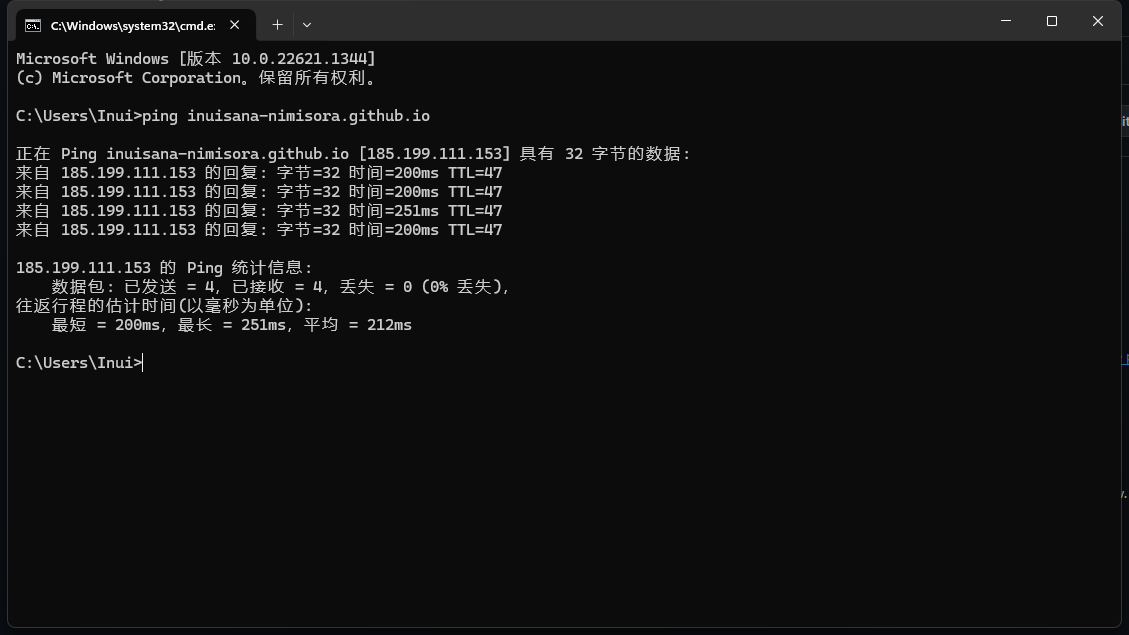 C:\Windows\system32\cmd.e:
Microsoft Windows [版本 10.0.22621.1344]
(c) Microsoft Corporation。保留所有权利。
C:\Users\Inui>ping inuisana-nimisora.github.io
正在 Ping inuisana-nimisora.github.io [185.199.111.153] 具有 32 字节的数据:
来自 185.199.111.153 的回复: 字节=32 时间=200ms TTL=47
来自 185.199.111.153 的回复: 字节=32 时间=200ms TTL=47
来自 185.199.111.153 的回复: 字节=32 时间=251ms TTL=47
来自 185.199.111.153 的回复: 字节=32 时间=200ms TTL=47
185.199.111.153 的 Ping 统计信息:
数据包: 已发送 = 4，已接收 = 4，丢失 = 0 (0% 丢失)，
往返行程的估计时间(以毫秒为单位):
最短 = 200ms，最长 = 251ms，平均 = 212ms
C:\Users\Inui>